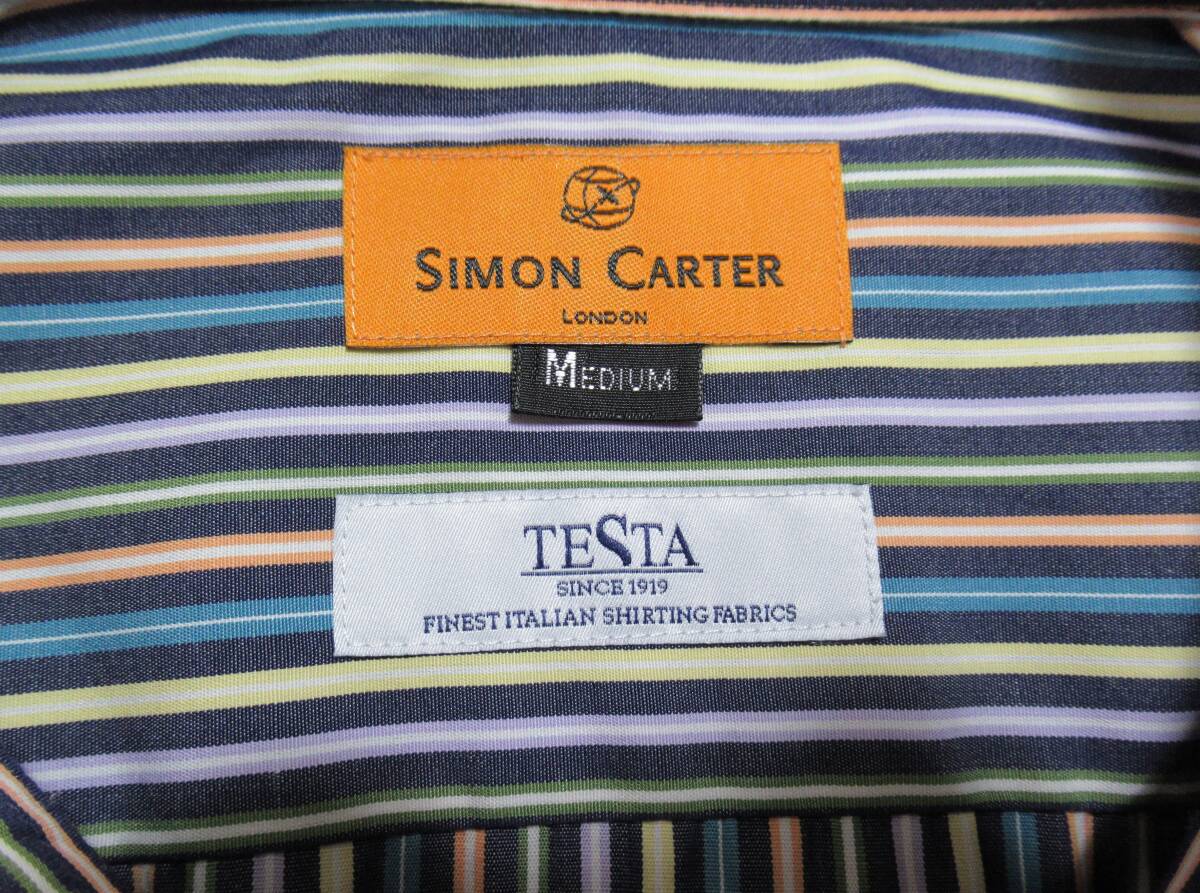 SIMON CARTER
LONDON
MEDIUM
TESTA
SINCE 1919
FINEST ITALIAN SHIRTING FABRICS